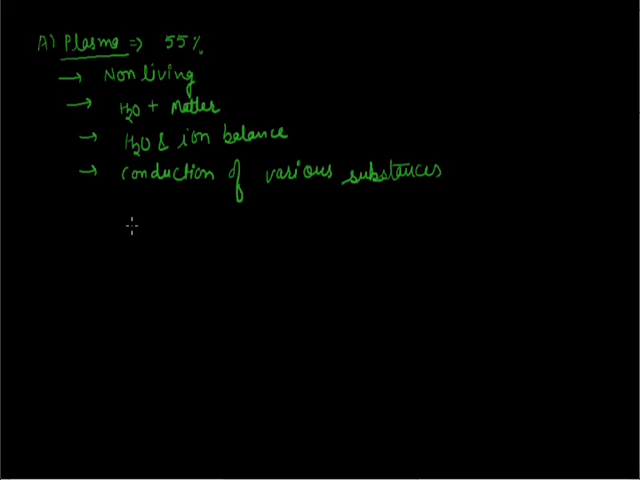 A) Plasma => 55%
→ Non living
→ H2O + Matter
→ H2O & ion balance
→ Conduction of various substances